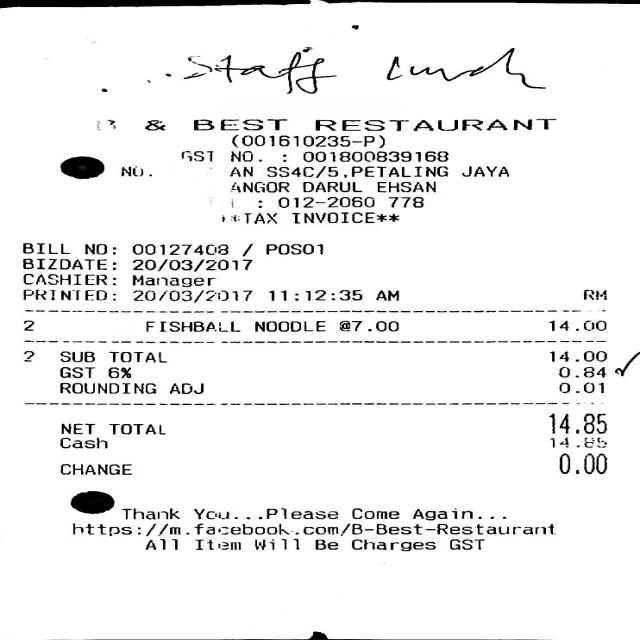 Staff Lunch
B & BEST RESTAURANT
(001610235-P)
GST NO. : 001800839168
NO. AN SS4C/5,PETALING JAYA
ANGOR DARUL EHSAN
: 012-2060 778
**TAX INVOICE**
BILL NO: 00127408 / POS01
BIZDATE: 20/03/2017
CASHIER: Manager
PRINTED: 20/03/2017 11:12:35 AM RM
2 FISHBALL NOODLE @7.00 14.00
2 SUB TOTAL 14.00
GST 6% 0.84
ROUNDING ADJ 0.01
NET TOTAL 14.85
Cash 14.85
CHANGE 0.00
Thank You...Please Come Again...
https://m.facebook.com/B-Best-Restaurant
All Item Will Be Charges GST